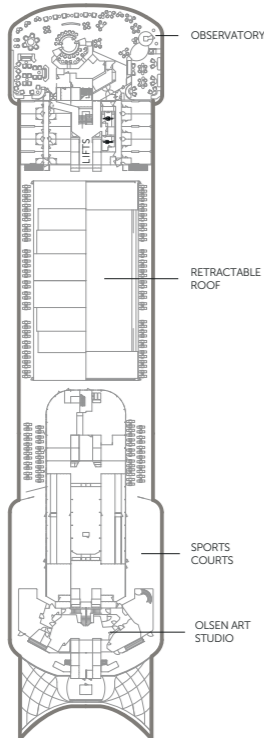 OBSERVATORY
LIFTS
RETRACTABLE
ROOF
SPORTS
COURTS
OLSEN ART
STUDIO